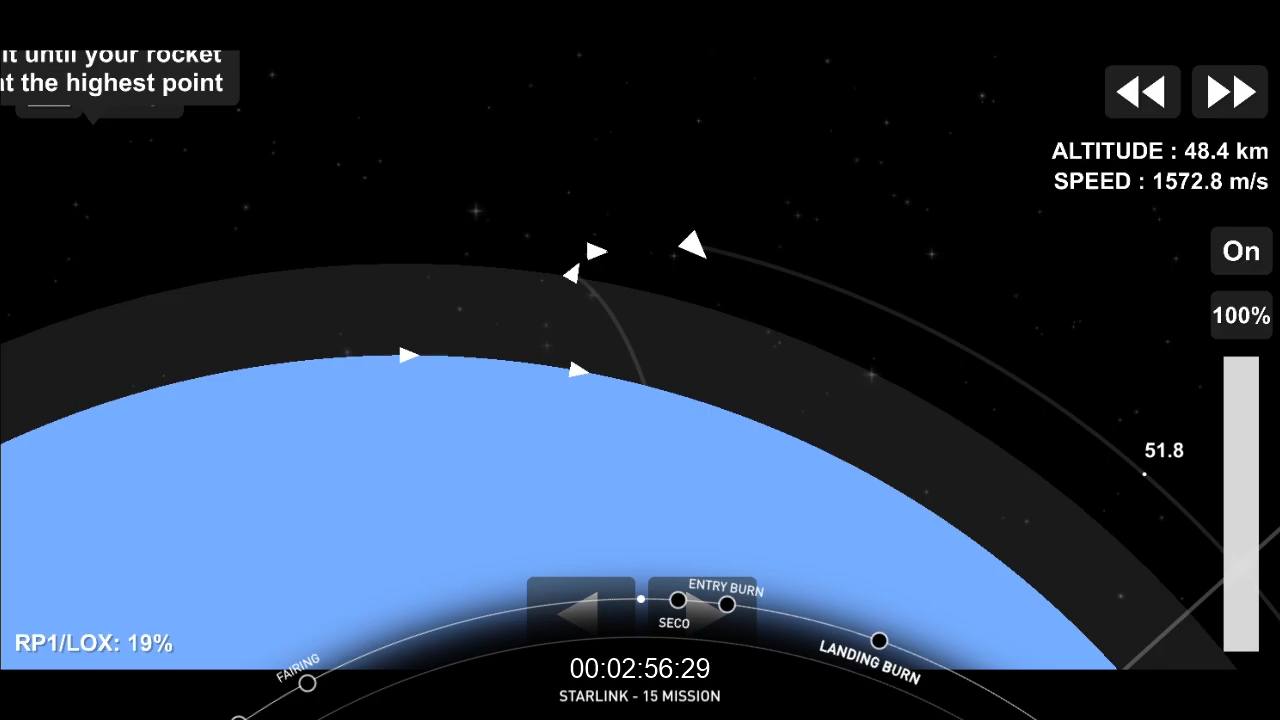 it until your rocket
at the highest point
ALTITUDE : 48.4 km
SPEED : 1572.8 m/s
On
100%
51.8
ENTRY BURN
SECO
LANDING BURN
RP1/LOX: 19%
FAIRING
00:02:56:29
STARLINK - 15 MISSION